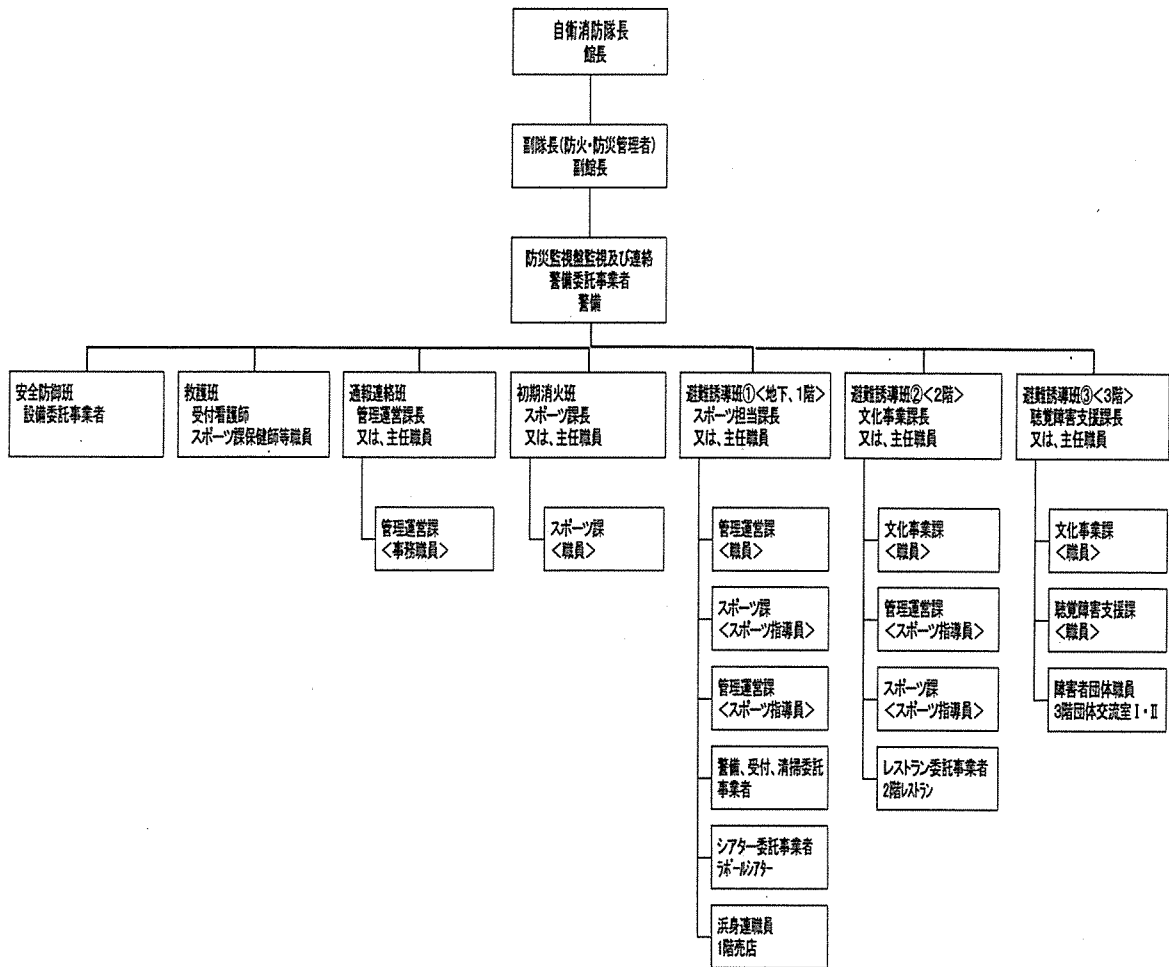 自衛消防隊長
館長
副隊長(防火・防災管理者)
副館長
防災監視盤監視及び連絡
警備委託事業者
警備
安全防御班
設備委託事業者
救護班
受付看護師
スポーツ課保健師等職員
通報連絡班
管理運営課長
又は、主任職員
管理運営課
<事務職員>
初期消火班
スポーツ課長
又は、主任職員
スポーツ課
<職員>
避難誘導班①<地下、1階>
スポーツ担当課長
又は、主任職員
管理運営課
<職員>
スポーツ課
<スポーツ指導員>
管理運営課
<スポーツ指導員>
警備、受付、清掃委託
事業者
シアター委託事業者
ラポールシアター
浜身連職員
1階売店
避難誘導班②<2階>
文化事業課長
又は、主任職員
文化事業課
<職員>
管理運営課
<スポーツ指導員>
スポーツ課
<スポーツ指導員>
レストラン委託事業者
2階レストラン
避難誘導班③<3階>
聴覚障害支援課長
又は、主任職員
文化事業課
<職員>
聴覚障害支援課
<職員>
障害者団体職員
3階団体交流室Ⅰ・Ⅱ